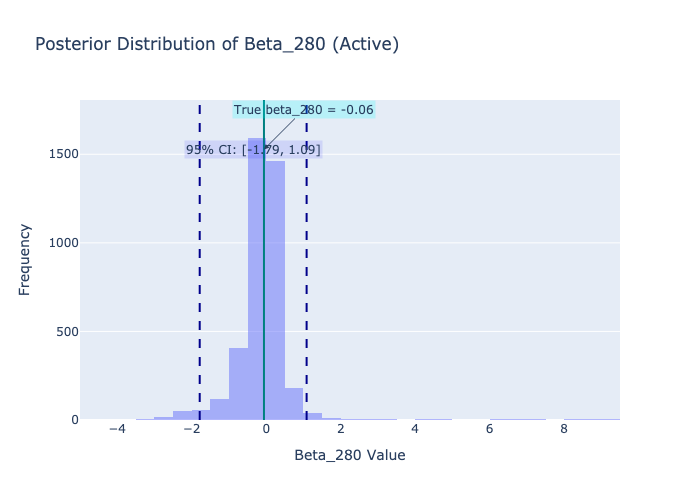 Posterior Distribution of Beta_280 (Active)
True beta_280 = -0.06
95% CI: [-1.79, 1.09]
1500
1000
500
0
Frequency
−4 −2 0 2 4 6 8
Beta_280 Value